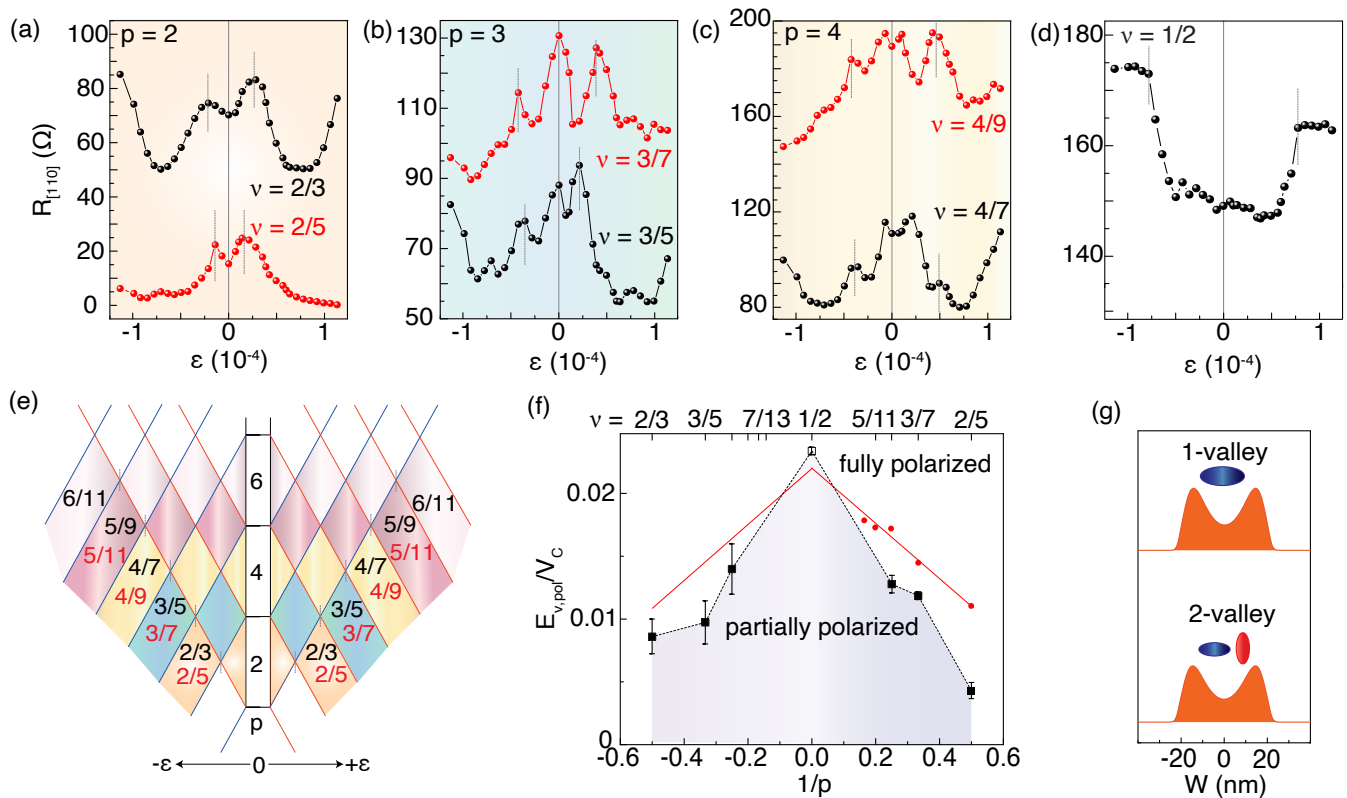 (a)
p = 2
R[110] (Ω)
100
80
60
40
20
0
ν = 2/3
ν = 2/5
-1
0
1
ε (10⁻⁴)
(b)
p = 3
130
110
90
70
50
ν = 3/7
ν = 3/5
-1
0
1
ε (10⁻⁴)
(c)
p = 4
200
160
120
80
ν = 4/9
ν = 4/7
-1
0
1
ε (10⁻⁴)
(d)
ν = 1/2
175
160
145
-1
0
1
ε (10⁻⁴)
(e)
6
4
2
p
6/11
5/9
5/11
4/7
4/9
3/5
3/7
2/3
2/5
6/11
5/9
5/11
4/7
4/9
3/5
3/7
2/3
2/5
-ε
0
+ε
(f)
ν = 2/3 3/5 7/13 1/2 5/11 3/7 2/5
fully polarized
partially polarized
Eν,pol/VC
0.02
0.01
0
-0.6 -0.4 -0.2 0.0 0.2 0.4 0.6
1/p
(g)
1-valley
2-valley
-20 0 20
W (nm)